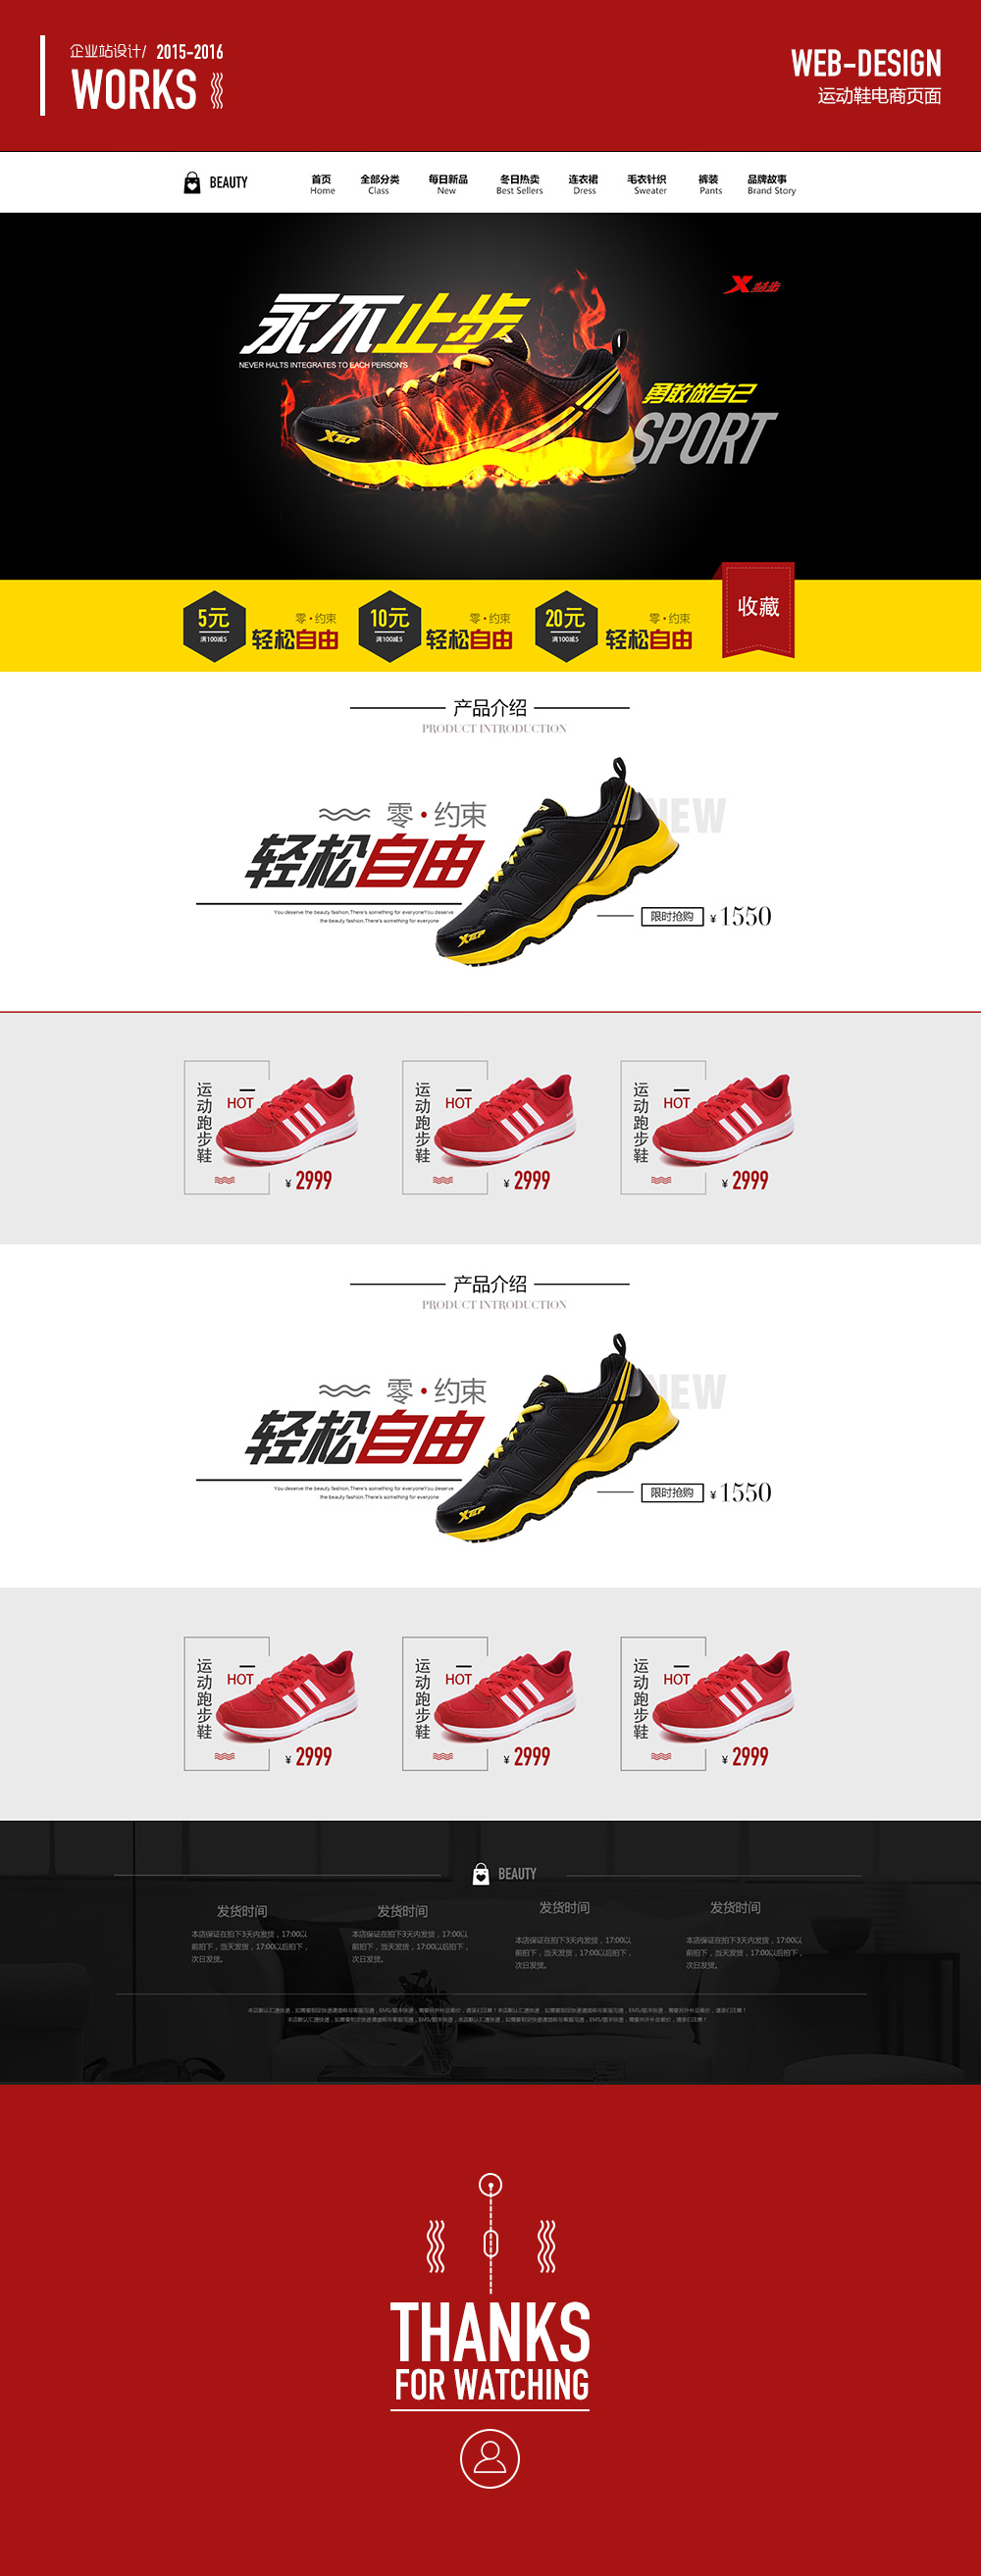 企业站设计/ 2015-2016
WORKS
WEB-DESIGN
运动鞋电商页面
BEAUTY
首页 全部分类 每日新品 冬日热卖 连衣裙 毛衣针织 裤装 品牌故事
Home Class New Best Sellers Dress Sweater Pants Brand Story
X 特步
永不止步
NEVER HALTS INTEGRATES TO EACH PERSON'S
勇敢做自己
SPORT
XTEP
5元
满100减5
零·约束
轻松自由
10元
满100减5
零·约束
轻松自由
20元
满100减5
零·约束
轻松自由
收藏
产品介绍
PRODUCT INTRODUCTION
零·约束
轻松自由
NEW
You deserve the beauty fashion,There's something for everyoneYou deserve
the beauty fashion,There's something for everyone
XTEP
限时抢购 ¥1550
运动跑步鞋
HOT
¥ 2999
运动跑步鞋
HOT
¥ 2999
运动跑步鞋
HOT
¥ 2999
产品介绍
PRODUCT INTRODUCTION
零·约束
轻松自由
NEW
You deserve the beauty fashion,There's something for everyoneYou deserve
the beauty fashion,There's something for everyone
XTEP
限时抢购 ¥1550
运动跑步鞋
HOT
¥ 2999
运动跑步鞋
HOT
¥ 2999
运动跑步鞋
HOT
¥ 2999
BEAUTY
发货时间
本店保证在拍下3天内发货，17:00以
前拍下，当天发货，17:00以后拍下，
次日发货。
发货时间
本店保证在拍下3天内发货，17:00以
前拍下，当天发货，17:00以后拍下，
次日发货。
发货时间
本店保证在拍下3天内发货，17:00以
前拍下，当天发货，17:00以后拍下，
次日发货。
发货时间
本店保证在拍下3天内发货，17:00以
前拍下，当天发货，17:00以后拍下，
次日发货。
THANKS
FOR WATCHING